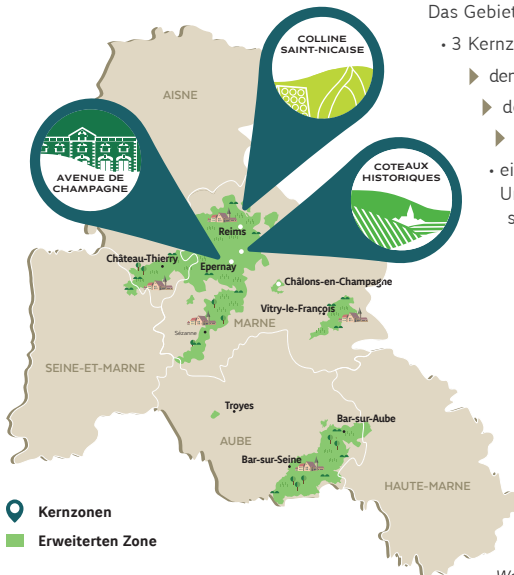 Das Gebiet
• 3 Kernz
der
d
• ei
Ur
s
COLLINE
SAINT-NICAISE
AISNE
AVENUE DE
CHAMPAGNE
COTEAUX
HISTORIQUES
Reims
Château-Thierry
Epernay
Châlons-en-Champagne
Vitry-le-François
Sézanne
MARNE
SEINE-ET-MARNE
Troyes
Bar-sur-Aube
AUBE
Bar-sur-Seine
HAUTE-MARNE
Kernzonen
Erweiterten Zone